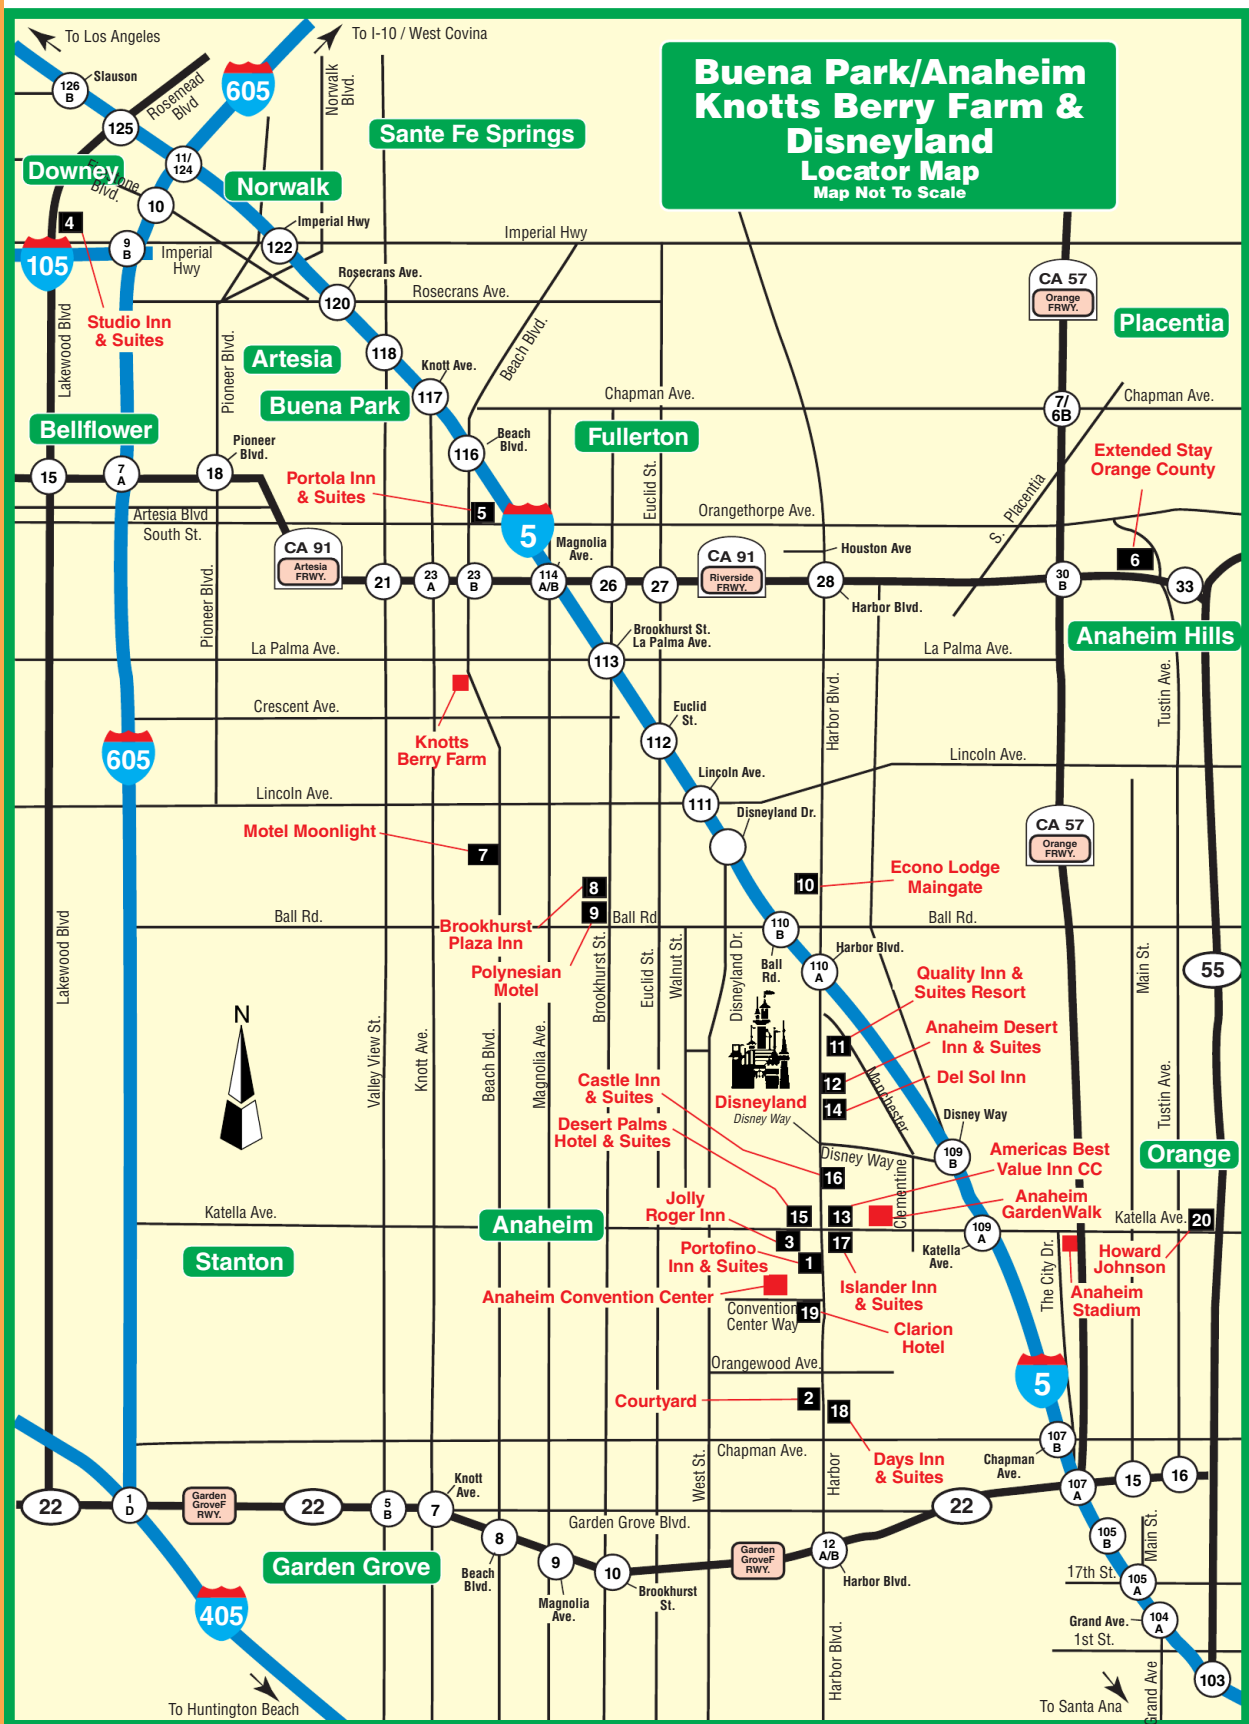 To Los Angeles
To I-10 / West Covina
Buena Park/Anaheim
Knotts Berry Farm &
Disneyland
Locator Map
Map Not To Scale
126
B
Slauson
125
Rosemead
Blvd
605
Norwalk
Blvd.
Sante Fe Springs
11/
124
Downey
Blvd.
Norwalk
10
4
9
B
105
Imperial
Hwy
122
Imperial Hwy
Imperial Hwy
Rosecrans Ave.
120
Rosecrans Ave.
CA 57
Orange
FRWY.
Placentia
Studio Inn
& Suites
Lakewood Blvd
Pioneer Blvd.
Artesia
118
Beach Blvd.
Knott Ave.
117
Buena Park
Chapman Ave.
7/
6B
Chapman Ave.
Bellflower
Fullerton
Beach
Blvd.
116
Pioneer
Blvd.
15
7
A
18
Portola Inn
& Suites
5
Euclid St.
Extended Stay
Orange County
S. Placentia
6
Artesia Blvd
South St.
Orangethorpe Ave.
5
CA 91
Artesia
FRWY.
Magnolia
Ave.
CA 91
Riverside
FRWY.
Houston Ave
21
23
A
23
B
114
A/B
26
27
28
Harbor Blvd.
30
B
33
Pioneer Blvd.
Brookhurst St.
La Palma Ave.
113
La Palma Ave.
La Palma Ave.
Anaheim Hills
Tustin Ave.
Harbor Blvd.
Crescent Ave.
Knotts
Berry Farm
Euclid
St.
112
605
Lincoln Ave.
Lincoln Ave.
111
Lincoln Ave.
Disneyland Dr.
CA 57
Orange
FRWY.
Motel Moonlight
7
8
9
10
Econo Lodge
Maingate
Ball Rd.
Ball Rd
Ball Rd.
Brookhurst
Plaza Inn
Polynesian
Motel
110
B
Ball
Rd.
Harbor Blvd.
110
A
Lakewood Blvd
Brookhurst St.
Euclid St.
Walnut St.
Disneyland Dr.
Main St.
55
Quality Inn &
Suites Resort
N
Valley View St.
Knott Ave.
Beach Blvd.
Magnolia Ave.
11
Anaheim Desert
Inn & Suites
12
Del Sol Inn
14
Manchester
Tustin Ave.
Castle Inn
& Suites
Disneyland
Disney Way
Desert Palms
Hotel & Suites
Disney Way
Disney Way
109
B
Americas Best
Value Inn CC
Orange
16
Clementine
Jolly
Roger Inn
15
13
Anaheim
GardenWalk
Katella Ave.
Anaheim
Katella Ave.
20
3
17
109
A
Katella
Ave.
Portofino
Inn & Suites
1
The City Dr.
Howard
Johnson
Stanton
Anaheim Convention Center
Islander Inn
& Suites
Anaheim
Stadium
Convention
Center Way
19
Clarion
Hotel
Orangewood Ave.
5
Courtyard
2
18
107
B
Chapman
Ave.
Chapman Ave.
West St.
Harbor
Days Inn
& Suites
107
A
15
16
22
1
D
Garden
GroveF
RWY.
22
5
B
Knott
Ave.
7
22
Garden Grove Blvd.
8
Beach
Blvd.
9
Magnolia
Ave.
10
Brookhurst
St.
Garden
GroveF
RWY.
12
A/B
Harbor Blvd.
105
B
Main St.
Garden Grove
17th St.
105
A
405
Grand Ave.
104
A
1st St.
Harbor Blvd.
103
To Huntington Beach
To Santa Ana
Grand Ave